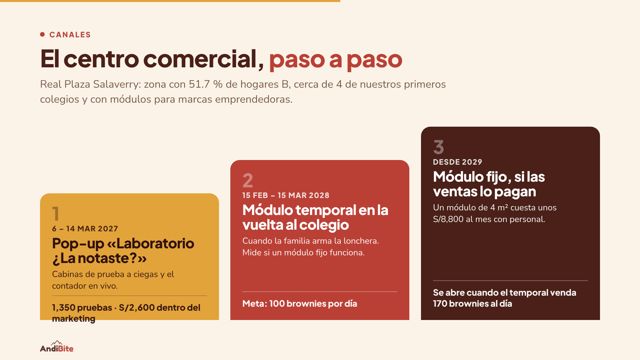 CANALES
El centro comercial, paso a paso
Real Plaza Salaverry: zona con 51.7 % de hogares B, cerca de 4 de nuestros primeros
colegios y con módulos para marcas emprendedoras.
1
6 – 14 MAR 2027
Pop-up «Laboratorio
¿La notaste?»
Cabinas de prueba a ciegas y el
contador en vivo.
1,350 pruebas · S/2,600 dentro del
marketing
2
15 FEB – 15 MAR 2028
Módulo temporal en la
vuelta al colegio
Cuando la familia arma la lonchera.
Mide si un módulo fijo funciona.
Meta: 100 brownies por día
3
DESDE 2029
Módulo fijo, si las
ventas lo pagan
Un módulo de 4 m² cuesta unos
S/8,800 al mes con personal.
Se abre cuando el temporal venda
170 brownies al día
AndiBite